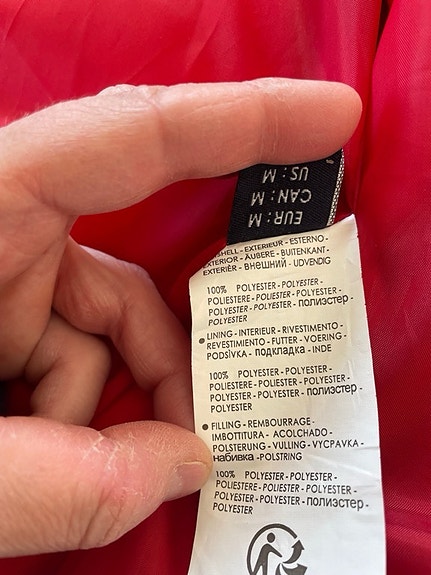 US : M
CAN : M
EUR : M
SHELL - EXTERIEUR - ESTERNO -
EXTERIOR - ÄUBERE - BUITENKANT -
EXTERIÉR - ВНЕШНИЙ - UDVENDIG
100% POLYESTER - POLYESTER -
POLIESTERE - POLIESTER - POLYESTER -
POLYESTER - POLYESTER - ПОЛИЭСТЕР -
POLYESTER
• LINING - INTERIEUR - RIVESTIMENTO -
REVESTIMIENTO - FUTTER - VOERING -
PODSÍVKA - ПОДКЛАДКА - INDE
100% POLYESTER - POLYESTER -
POLIESTERE - POLIESTER - POLYESTER -
POLYESTER - POLYESTER - ПОЛИЭСТЕР -
POLYESTER
• FILLING - REMBOURRAGE -
IMBOTTITURA - ACOLCHADO -
POLSTERUNG - VULLING - VYCPAVKA -
НАБИВКА - POLSTRING
100% POLYESTER - POLYESTER -
POLIESTERE - POLIESTER - POLYESTER -
POLYESTER - POLYESTER - ПОЛИЭСТЕР -
POLYESTER